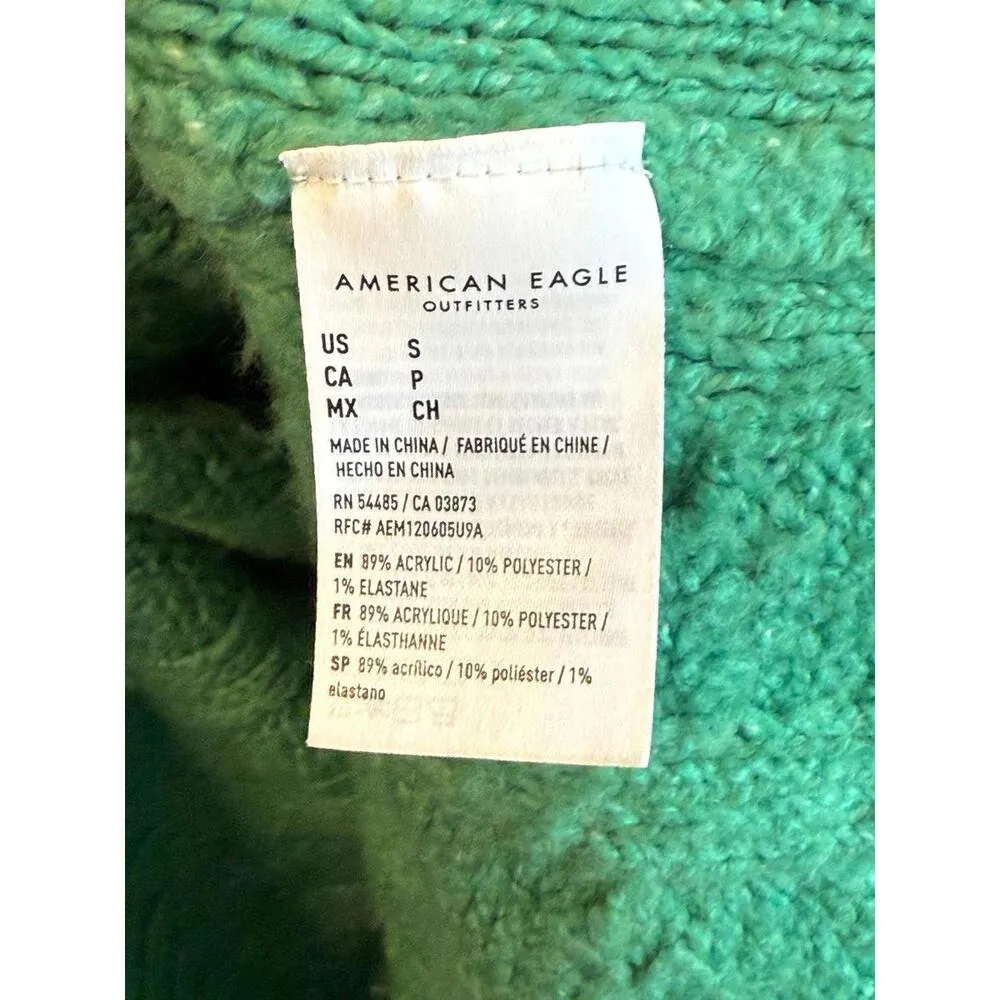 AMERICAN EAGLE
OUTFITTERS
US S
CA P
MX CH
MADE IN CHINA / FABRIQUÉ EN CHINE /
HECHO EN CHINA
RN 54485 / CA 03873
RFC# AEM120605U9A
EN 89% ACRYLIC / 10% POLYESTER /
1% ELASTANE
FR 89% ACRYLIQUE / 10% POLYESTER /
1% ÉLASTHANNE
SP 89% acrílico / 10% poliéster / 1%
elastano